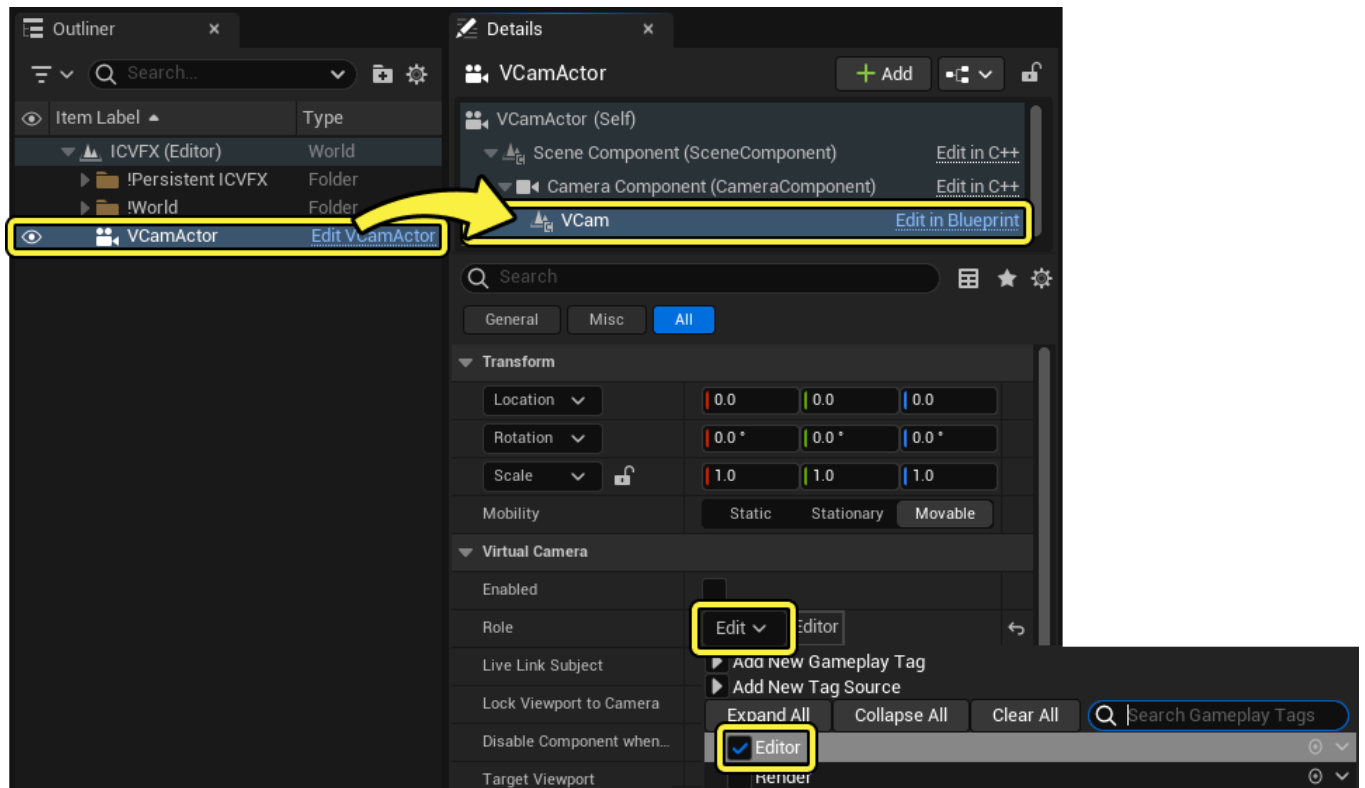 Outliner
Search...
Item Label Type
ICVFX (Editor) World
!Persistent ICVFX Folder
!World Folder
VCamActor Edit VCamActor
Details
VCamActor
Add
VCamActor (Self)
Scene Component (SceneComponent) Edit in C++
Camera Component (CameraComponent) Edit in C++
VCam Edit in Blueprint
Search
General Misc All
Transform
Location 0.0 0.0 0.0
Rotation 0.0 ° 0.0 ° 0.0 °
Scale 1.0 1.0 1.0
Mobility Static Stationary Movable
Virtual Camera
Enabled
Role Edit Editor
Live Link Subject
Lock Viewport to Camera
Disable Component when...
Target Viewport
Add New Gameplay Tag
Add New Tag Source
Expand All Collapse All Clear All Search Gameplay Tags
Editor
Render